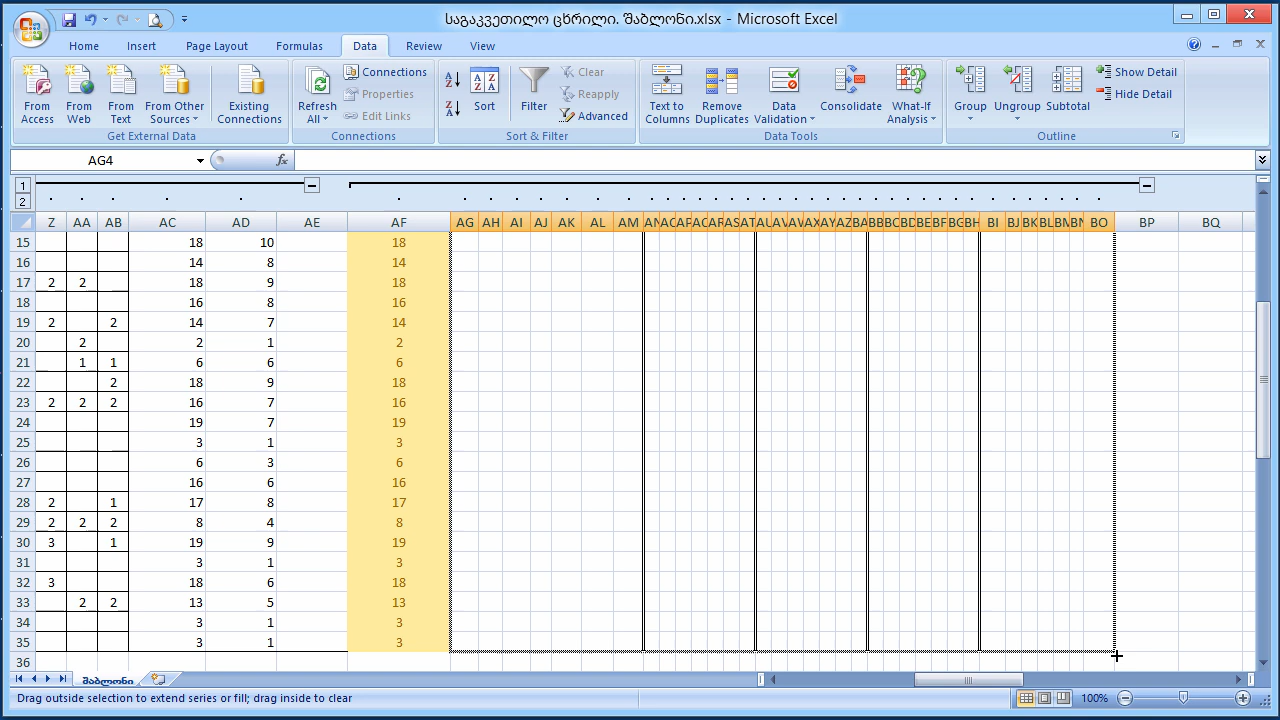 საგაკვეთილო ცხრილი. შაბლონი.xlsx - Microsoft Excel
Home Insert Page Layout Formulas Data Review View
From Access From Web From Text From Other Sources Existing Connections
Get External Data
Refresh All Connections Properties Edit Links
Connections
Sort Filter Clear Reapply Advanced
Sort & Filter
Text to Columns Remove Duplicates Data Validation Consolidate What-If Analysis
Data Tools
Group Ungroup Subtotal Show Detail Hide Detail
Outline
AG4 fx
1
2
Z AA AB AC AD AE AF AG AH AI AJ AK AL AM BI BJ BO BP BQ
15 18 10 18
16 14 8 14
17 2 2 18 9 18
18 16 8 16
19 2 2 14 7 14
20 2 2 1 2
21 1 1 6 6 6
22 2 18 9 18
23 2 2 2 16 7 16
24 19 7 19
25 3 1 3
26 6 3 6
27 16 6 16
28 2 1 17 8 17
29 2 2 2 8 4 8
30 3 1 19 9 19
31 3 1 3
32 3 18 6 18
33 2 2 13 5 13
34 3 1 3
35 3 1 3
36
შაბლონი
Drag outside selection to extend series or fill; drag inside to clear 100%